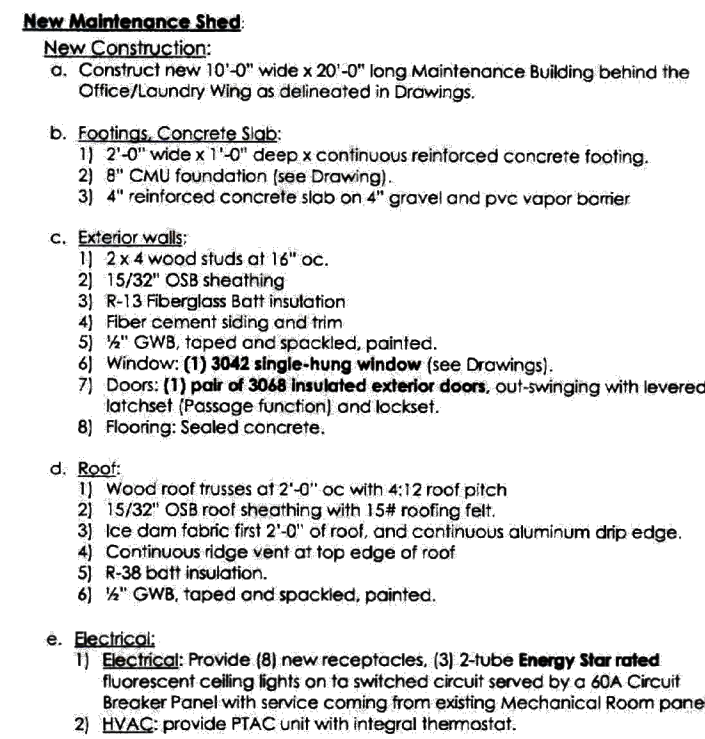 New Maintenance Shed:
New Construction:
a. Construct new 10'-0" wide x 20'-0" long Maintenance Building behind the
Office/Laundry Wing as delineated in Drawings.
b. Footings, Concrete Slab:
1) 2'-0" wide x 1'-0" deep x continuous reinforced concrete footing.
2) 8" CMU foundation (see Drawing).
3) 4" reinforced concrete slab on 4" gravel and pvc vapor barrier
c. Exterior walls:
1) 2 x 4 wood studs at 16" oc.
2) 15/32" OSB sheathing
3) R-13 Fiberglass Batt insulation
4) Fiber cement siding and trim
5) ½" GWB, taped and spackled, painted.
6) Window: (1) 3042 single-hung window (see Drawings).
7) Doors: (1) pair of 3068 insulated exterior doors, out-swinging with levered
latchset (Passage function) and lockset.
8) Flooring: Sealed concrete.
d. Roof:
1) Wood roof trusses at 2'-0" oc with 4:12 roof pitch
2) 15/32" OSB roof sheathing with 15# roofing felt.
3) Ice dam fabric first 2'-0" of roof, and continuous aluminum drip edge.
4) Continuous ridge vent at top edge of roof
5) R-38 batt insulation.
6) ½" GWB, taped and spackled, painted.
e. Electrical:
1) Electrical: Provide (8) new receptacles, (3) 2-tube Energy Star rated
fluorescent ceiling lights on ta switched circuit served by a 60A Circuit
Breaker Panel with service coming from existing Mechanical Room pane
2) HVAC: provide PTAC unit with integral thermostat.